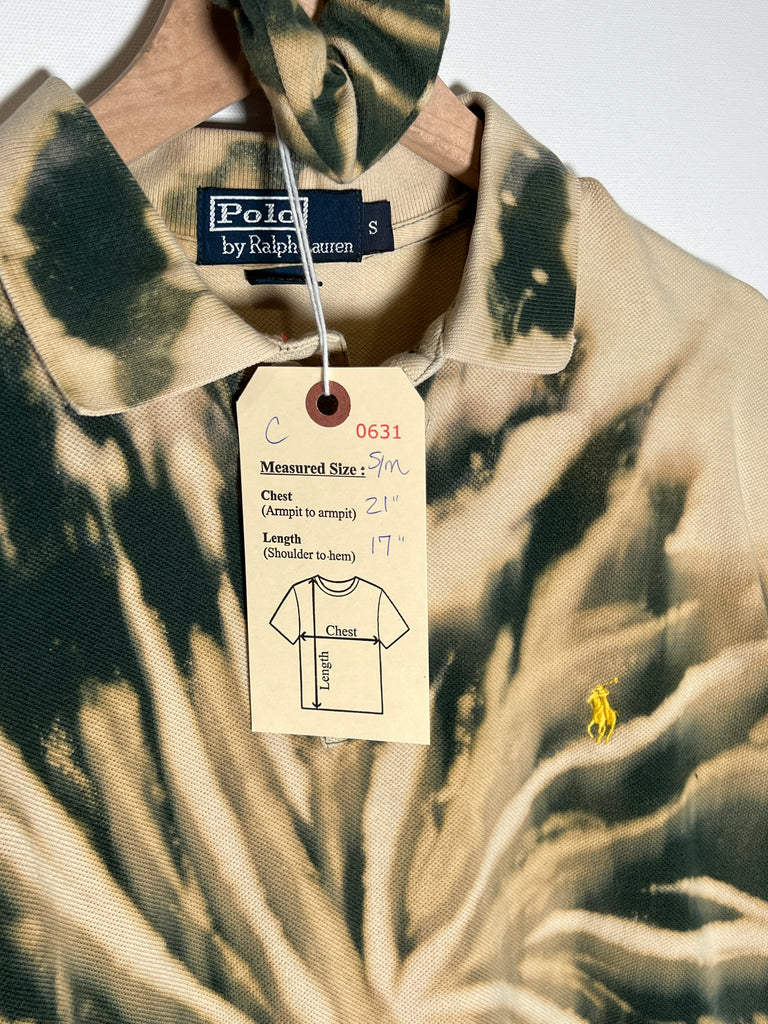 Polo
by Ralph Lauren
S
C 0631
Measured Size : S/m
Chest
(Armpit to armpit) 21"
Length
(Shoulder to hem) 17"
Chest
Length